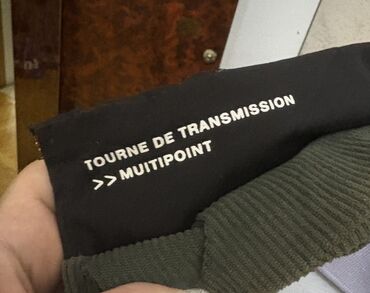 TOURNE DE TRANSMISSION
>> MUITIPOINT